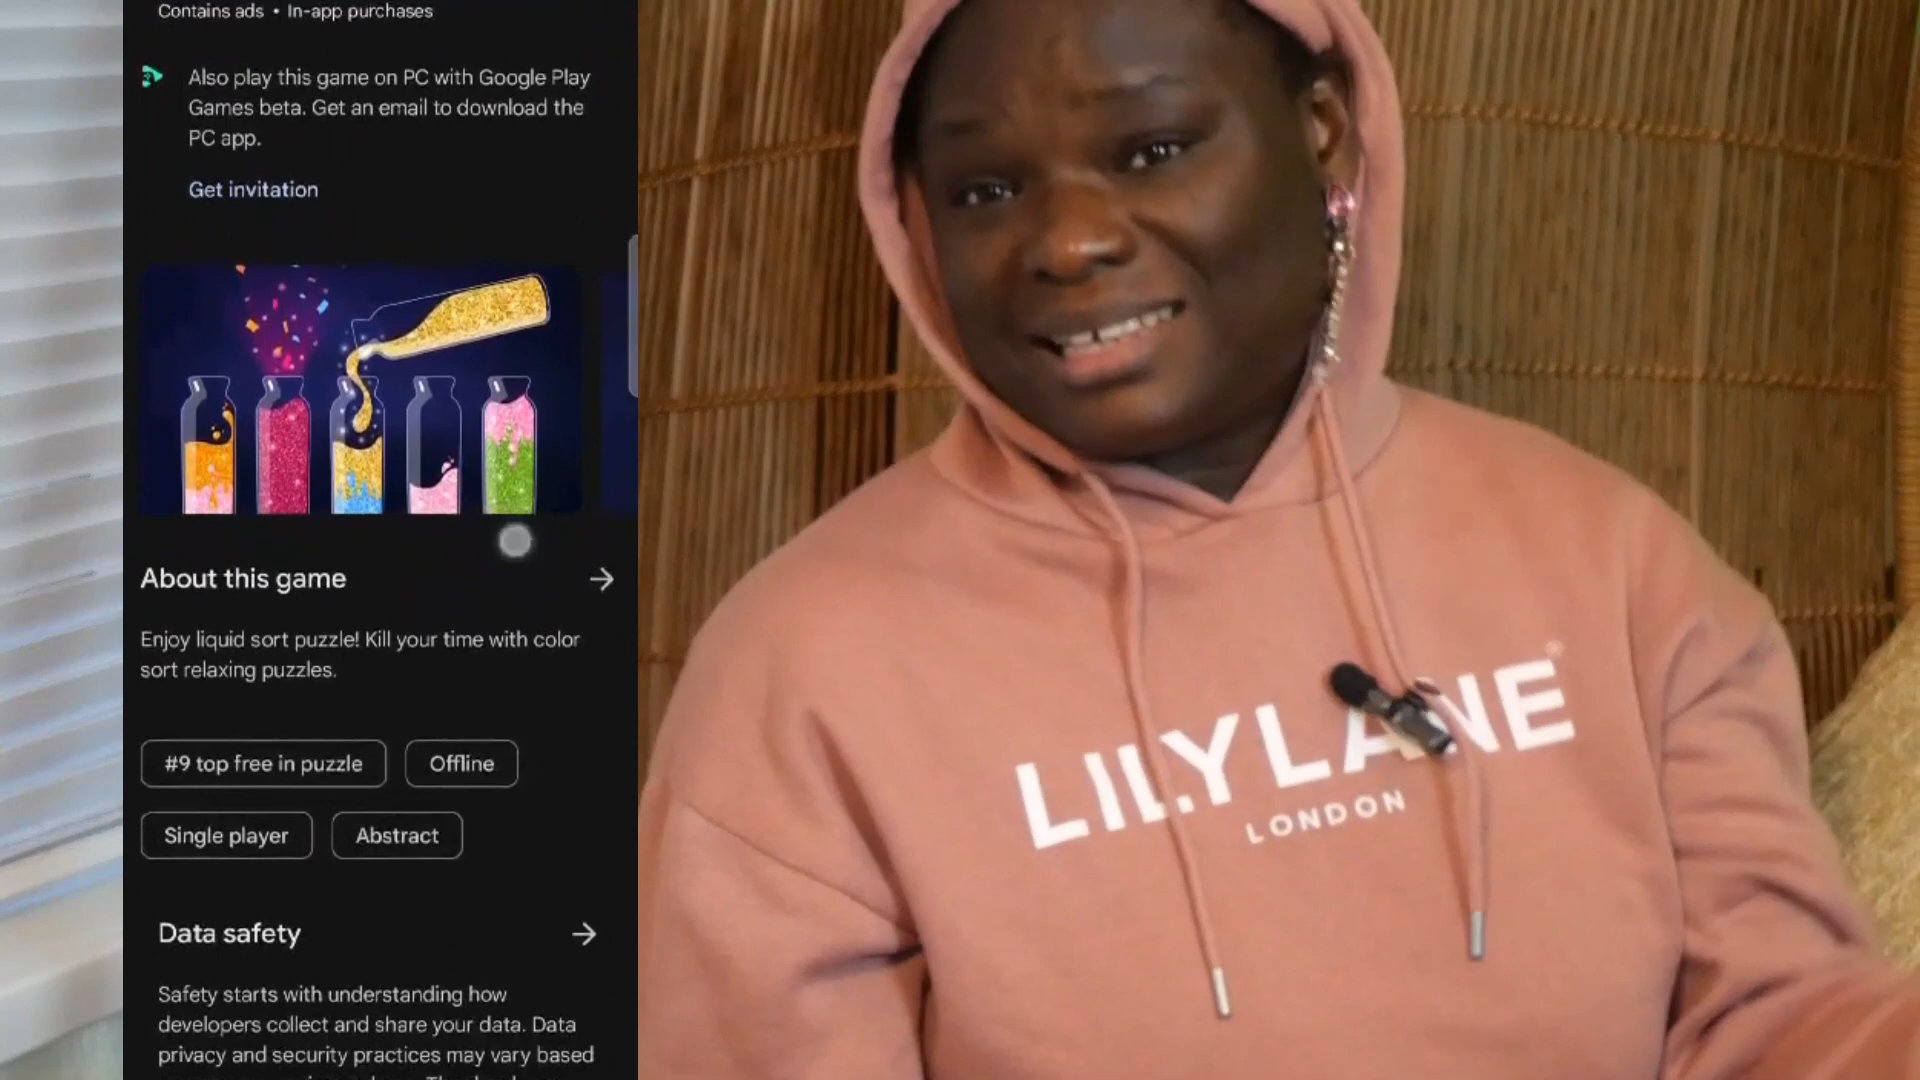 Contains ads • In-app purchases
Also play this game on PC with Google Play
Games beta. Get an email to download the
PC app.
Get invitation
About this game
Enjoy liquid sort puzzle! Kill your time with color
sort relaxing puzzles.
#9 top free in puzzle
Offline
Single player
Abstract
Data safety
Safety starts with understanding how
developers collect and share your data. Data
privacy and security practices may vary based
LILYLANE®
LONDON